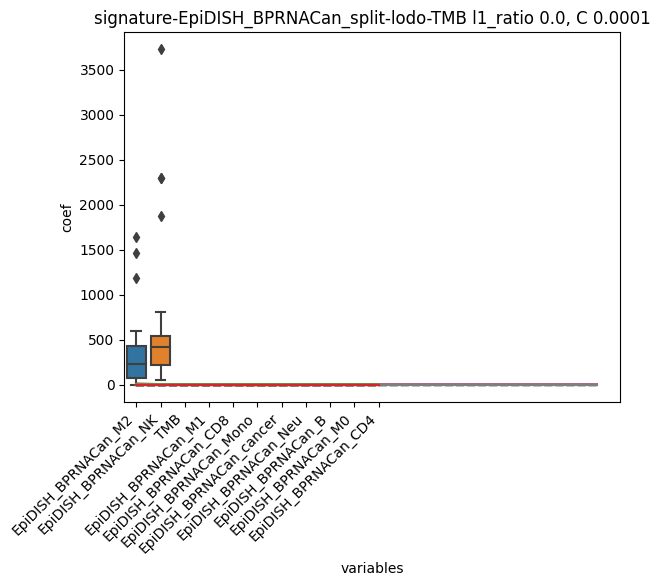 signature-EpiDISH_BPRNACan_split-lodo-TMB l1_ratio 0.0, C 0.0001
3500
3000
2500
2000
1500
1000
500
0
coef
EpiDISH_BPRNACan_M2
EpiDISH_BPRNACan_NK
TMB
EpiDISH_BPRNACan_M1
EpiDISH_BPRNACan_CD8
EpiDISH_BPRNACan_Mono
EpiDISH_BPRNACan_cancer
EpiDISH_BPRNACan_Neu
EpiDISH_BPRNACan_B
EpiDISH_BPRNACan_M0
EpiDISH_BPRNACan_CD4
variables